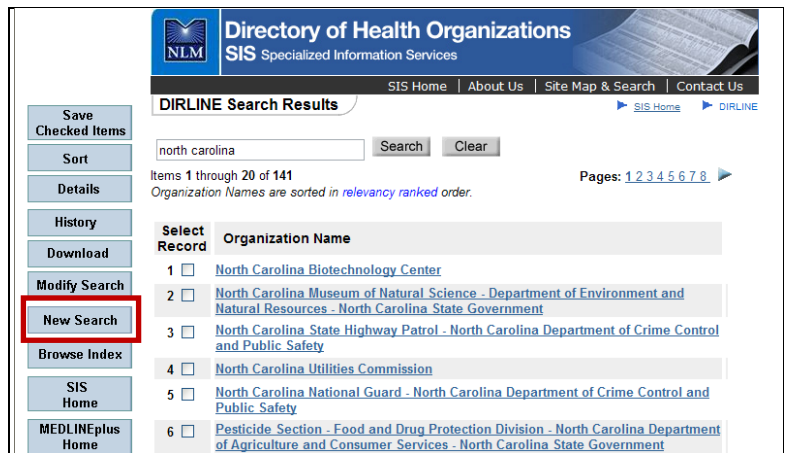 NLM
Directory of Health Organizations
SIS Specialized Information Services
SIS Home | About Us | Site Map & Search | Contact Us
DIRLINE Search Results
SIS Home DIRLINE
Save
Checked Items
Sort
Details
History
Download
Modify Search
New Search
Browse Index
SIS
Home
MEDLINEplus
Home
north carolina Search Clear
Items 1 through 20 of 141
Pages: 1 2 3 4 5 6 7 8
Organization Names are sorted in relevancy ranked order.
Select
Record
Organization Name
1 North Carolina Biotechnology Center
2 North Carolina Museum of Natural Science - Department of Environment and
Natural Resources - North Carolina State Government
3 North Carolina State Highway Patrol - North Carolina Department of Crime Control
and Public Safety
4 North Carolina Utilities Commission
5 North Carolina National Guard - North Carolina Department of Crime Control and
Public Safety
6 Pesticide Section - Food and Drug Protection Division - North Carolina Department
of Agriculture and Consumer Services - North Carolina State Government